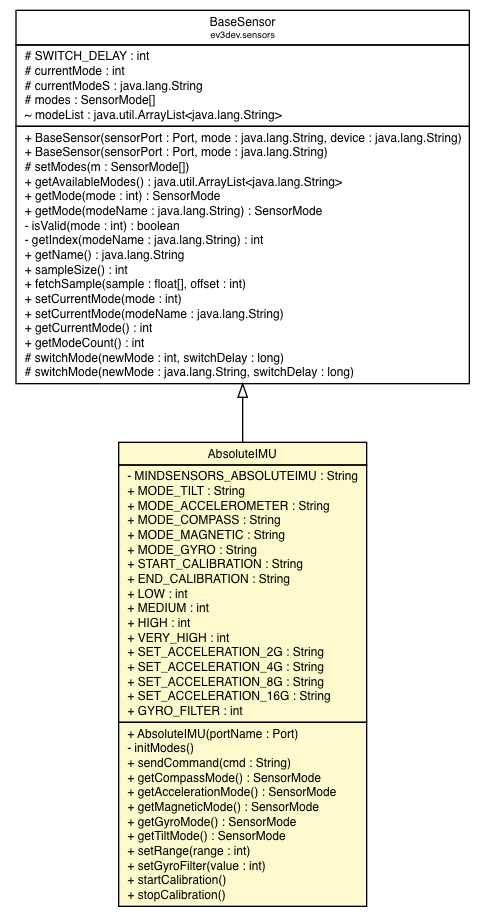 BaseSensor
ev3dev.sensors
# SWITCH_DELAY : int
# currentMode : int
# currentModeS : java.lang.String
# modes : SensorMode[]
~ modeList : java.util.ArrayList<java.lang.String>
+ BaseSensor(sensorPort : Port, mode : java.lang.String, device : java.lang.String)
+ BaseSensor(sensorPort : Port, mode : java.lang.String)
# setModes(m : SensorMode[])
+ getAvailableModes() : java.util.ArrayList<java.lang.String>
+ getMode(mode : int) : SensorMode
+ getMode(modeName : java.lang.String) : SensorMode
- isValid(mode : int) : boolean
- getIndex(modeName : java.lang.String) : int
+ getName() : java.lang.String
+ sampleSize() : int
+ fetchSample(sample : float[], offset : int)
+ setCurrentMode(mode : int)
+ setCurrentMode(modeName : java.lang.String)
+ getCurrentMode() : int
+ getModeCount() : int
# switchMode(newMode : int, switchDelay : long)
# switchMode(newMode : java.lang.String, switchDelay : long)
AbsoluteIMU
- MINDSENSORS_ABSOLUTEIMU : String
+ MODE_TILT : String
+ MODE_ACCELEROMETER : String
+ MODE_COMPASS : String
+ MODE_MAGNETIC : String
+ MODE_GYRO : String
+ START_CALIBRATION : String
+ END_CALIBRATION : String
+ LOW : int
+ MEDIUM : int
+ HIGH : int
+ VERY_HIGH : int
+ SET_ACCELERATION_2G : String
+ SET_ACCELERATION_4G : String
+ SET_ACCELERATION_8G : String
+ SET_ACCELERATION_16G : String
+ GYRO_FILTER : int
+ AbsoluteIMU(portName : Port)
- initModes()
+ sendCommand(cmd : String)
+ getCompassMode() : SensorMode
+ getAccelerationMode() : SensorMode
+ getMagneticMode() : SensorMode
+ getGyroMode() : SensorMode
+ getTiltMode() : SensorMode
+ setRange(range : int)
+ setGyroFilter(value : int)
+ startCalibration()
+ stopCalibration()